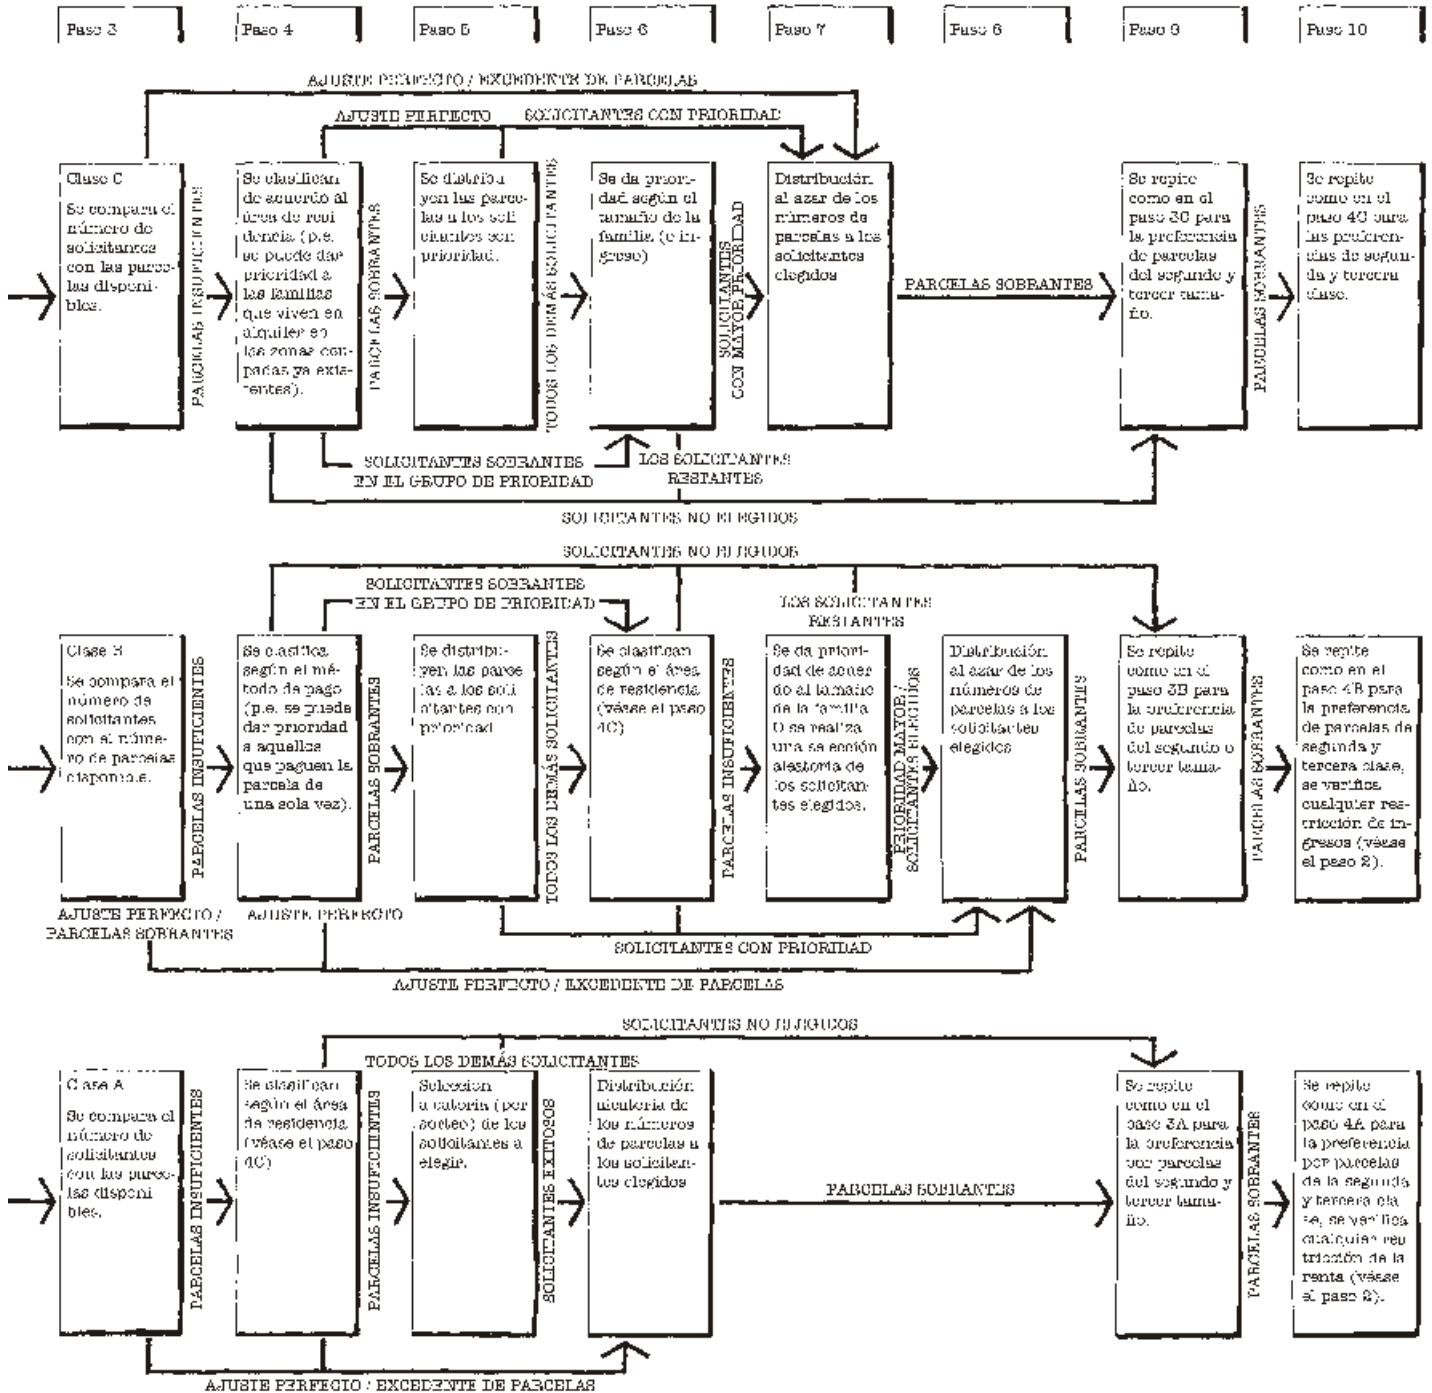 Paso 3
Paso 4
Paso 5
Paso 6
Paso 7
Paso 8
Paso 9
Paso 10
AJUSTE PERFECTO / EXCEDENTE DE PARCELAS
AJUSTE PERFECTO
SOLICITANTES CON PRIORIDAD
Clase C
Se compara el
número de
solicitantes
con las parce-
las disponi-
bles.
PARCELAS INSUFICIENTES
Se clasifican
de acuerdo al
área de resi
dencia (p.e.
se puede dar
prioridad a
las familias
que viven en
alquiler en
las zonas ocu-
padas ya exis-
tentes).
PARCELAS SOBRANTES
Se distribu
yen las parce-
las a los soli
citantes con
prioridad.
TODOS LOS DEMÁS SOLICITANTES
Se da priori-
dad según el
tamaño de la
familia (e in-
greso)
SOLICITANTES
CON MAYOR PRIORIDAD
Distribución
al azar de los
números de
parcelas a los
solicitantes
elegidos
PARCELAS SOBRANTES
Se repite
como en el
paso 3C para
la preferencia
de parcelas
del segundo y
tercer tama-
ño.
PARCELAS SOBRANTES
Se repite
como en el
paso 4C para
las preferen-
cias de segun-
da y tercera
clase.
SOLICITANTES SOBRANTES
EN EL GRUPO DE PRIORIDAD
LOS SOLICITANTES
RESTANTES
SOLICITANTES NO ELEGIDOS
SOLICITANTES NO ELEGIDOS
SOLICITANTES SOBRANTES
EN EL GRUPO DE PRIORIDAD
LOS SOLICITANTES
RESTANTES
Clase B
Se compara el
número de
solicitantes
con el núme-
ro de parcelas
disponible.
PARCELAS INSUFICIENTES
Se clasifica
según el mé-
todo de pago
(p.e. se puede
dar prioridad
a aquellos
que paguen la
parcela de
una sola vez).
PARCELAS SOBRANTES
Se distribu-
yen las parce
las a los soli
citantes con
prioridad
TODOS LOS DEMÁS SOLICITANTES
Se clasifican
según el área
de residencia
(véase el paso
4C)
PARCELAS INSUFICIENTES
Se da priori-
dad de acuer
do al tamaño
de la familia
O se realiza
una selección
aleatoria de
los solicitan-
tes elegidos.
PRIORIDAD MAYOR /
SOLICITANTES ELEGIDOS
Distribución
al azar de los
números de
parcelas a los
solicitantes
elegidos
PARCELAS SOBRANTES
Se repite
como en el
paso 3B para
la preferencia
de parcelas
del segundo o
tercer tama-
ño.
PARCELAS SOBRANTES
Se repite
como en el
paso 4B para
la preferencia
de parcelas de
segunda y
tercera clase,
se verifica
cualquier res-
tricción de in-
gresos (véase
el paso 2).
AJUSTE PERFECTO /
PARCELAS SOBRANTES
AJUSTE PERFECTO
SOLICITANTES CON PRIORIDAD
AJUSTE PERFECTO / EXCEDENTE DE PARCELAS
SOLICITANTES NO ELEGIDOS
TODOS LOS DEMÁS SOLICITANTES
Clase A
Se compara el
número de
solicitantes
con las parce-
las disponi
bles.
PARCELAS INSUFICIENTES
Se clasifican
según el área
de residencia
(véase el paso
4C)
PARCELAS INSUFICIENTES
Seleccion
(por
sorteo) de los
solicitantes a
elegir.
SOLICITANTES EXITOSOS
Distribución
aleatoria de
los números
de parcelas a
los solicitan-
tes elegidos
PARCELAS SOBRANTES
Se repite
como en el
paso 3A para
la preferencia
por parcelas
del segundo y
tercer tama-
ño.
PARCELAS SOBRANTES
Se repite
como en el
paso 4A para
la preferencia
por parcelas
de la segunda
y tercera cla
se, se verifica
cualquier res
tricción de la
renta (véase
el paso 2).
AJUSTE PERFECTO / EXCEDENTE DE PARCELAS